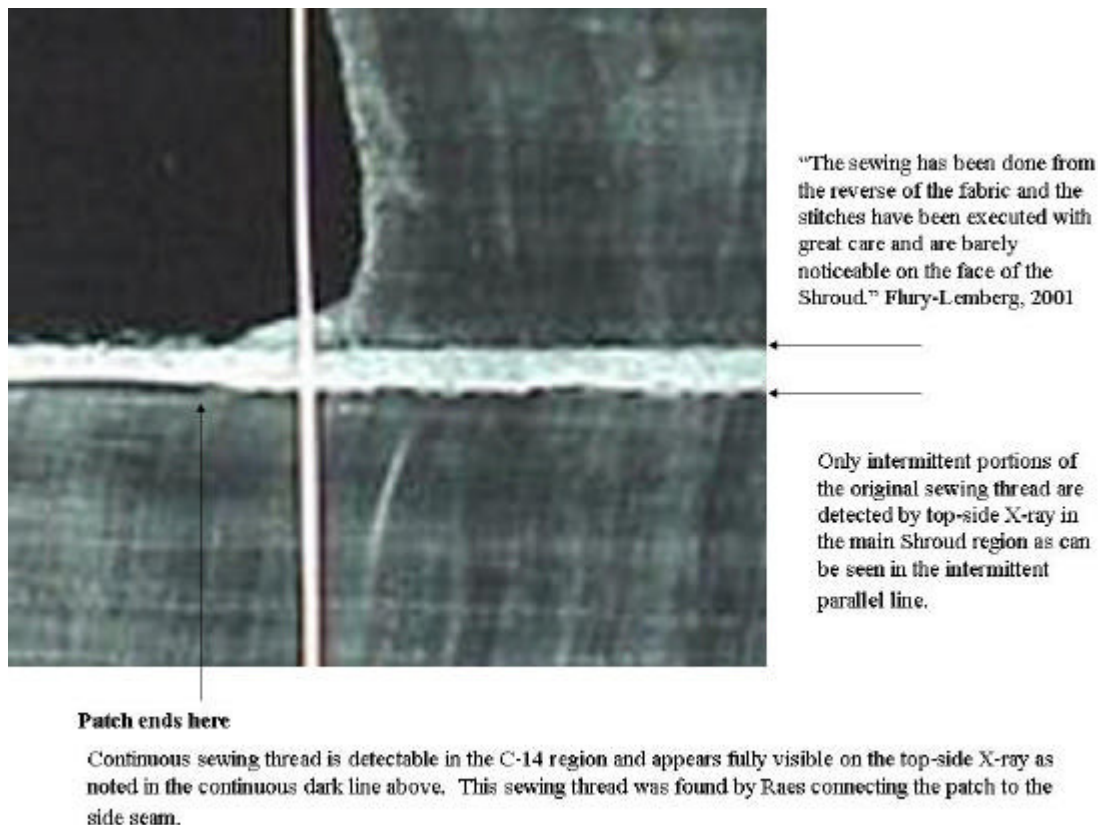 “The sewing has been done from
the reverse of the fabric and the
stitches have been executed with
great care and are barely
noticeable on the face of the
Shroud.” Flury-Lemberg, 2001
Only intermittent portions of
the original sewing thread are
detected by top-side X-ray in
the main Shroud region as can
be seen in the intermittent
parallel line.
Patch ends here
Continuous sewing thread is detectable in the C-14 region and appears fully visible on the top-side X-ray as
noted in the continuous dark line above.  This sewing thread was found by Raes connecting the patch to the
side seam.